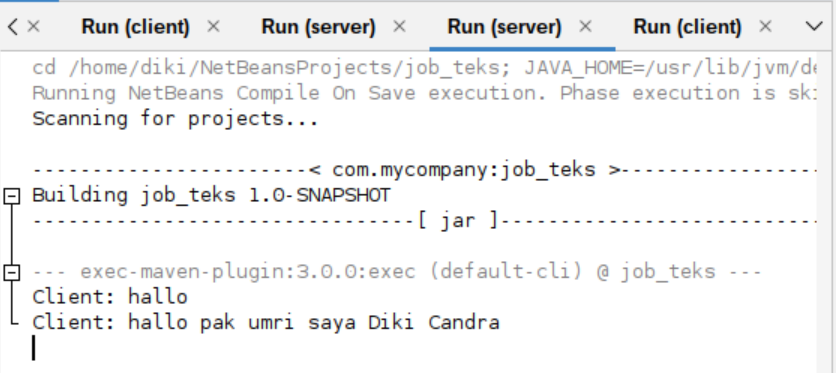 Run (client) × Run (server) × Run (server) × Run (client) ×
cd /home/diki/NetBeansProjects/job_teks; JAVA_HOME=/usr/lib/jvm/
Running NetBeans Compile On Save execution. Phase execution is
Scanning for projects...
-----------------------< com.mycompany:job_teks >-----------------
Building job_teks 1.0-SNAPSHOT
--------------------------------[ jar ]---------------------------
--- exec-maven-plugin:3.0.0:exec (default-cli) @ job_teks ---
Client: hallo
Client: hallo pak umri saya Diki Candra